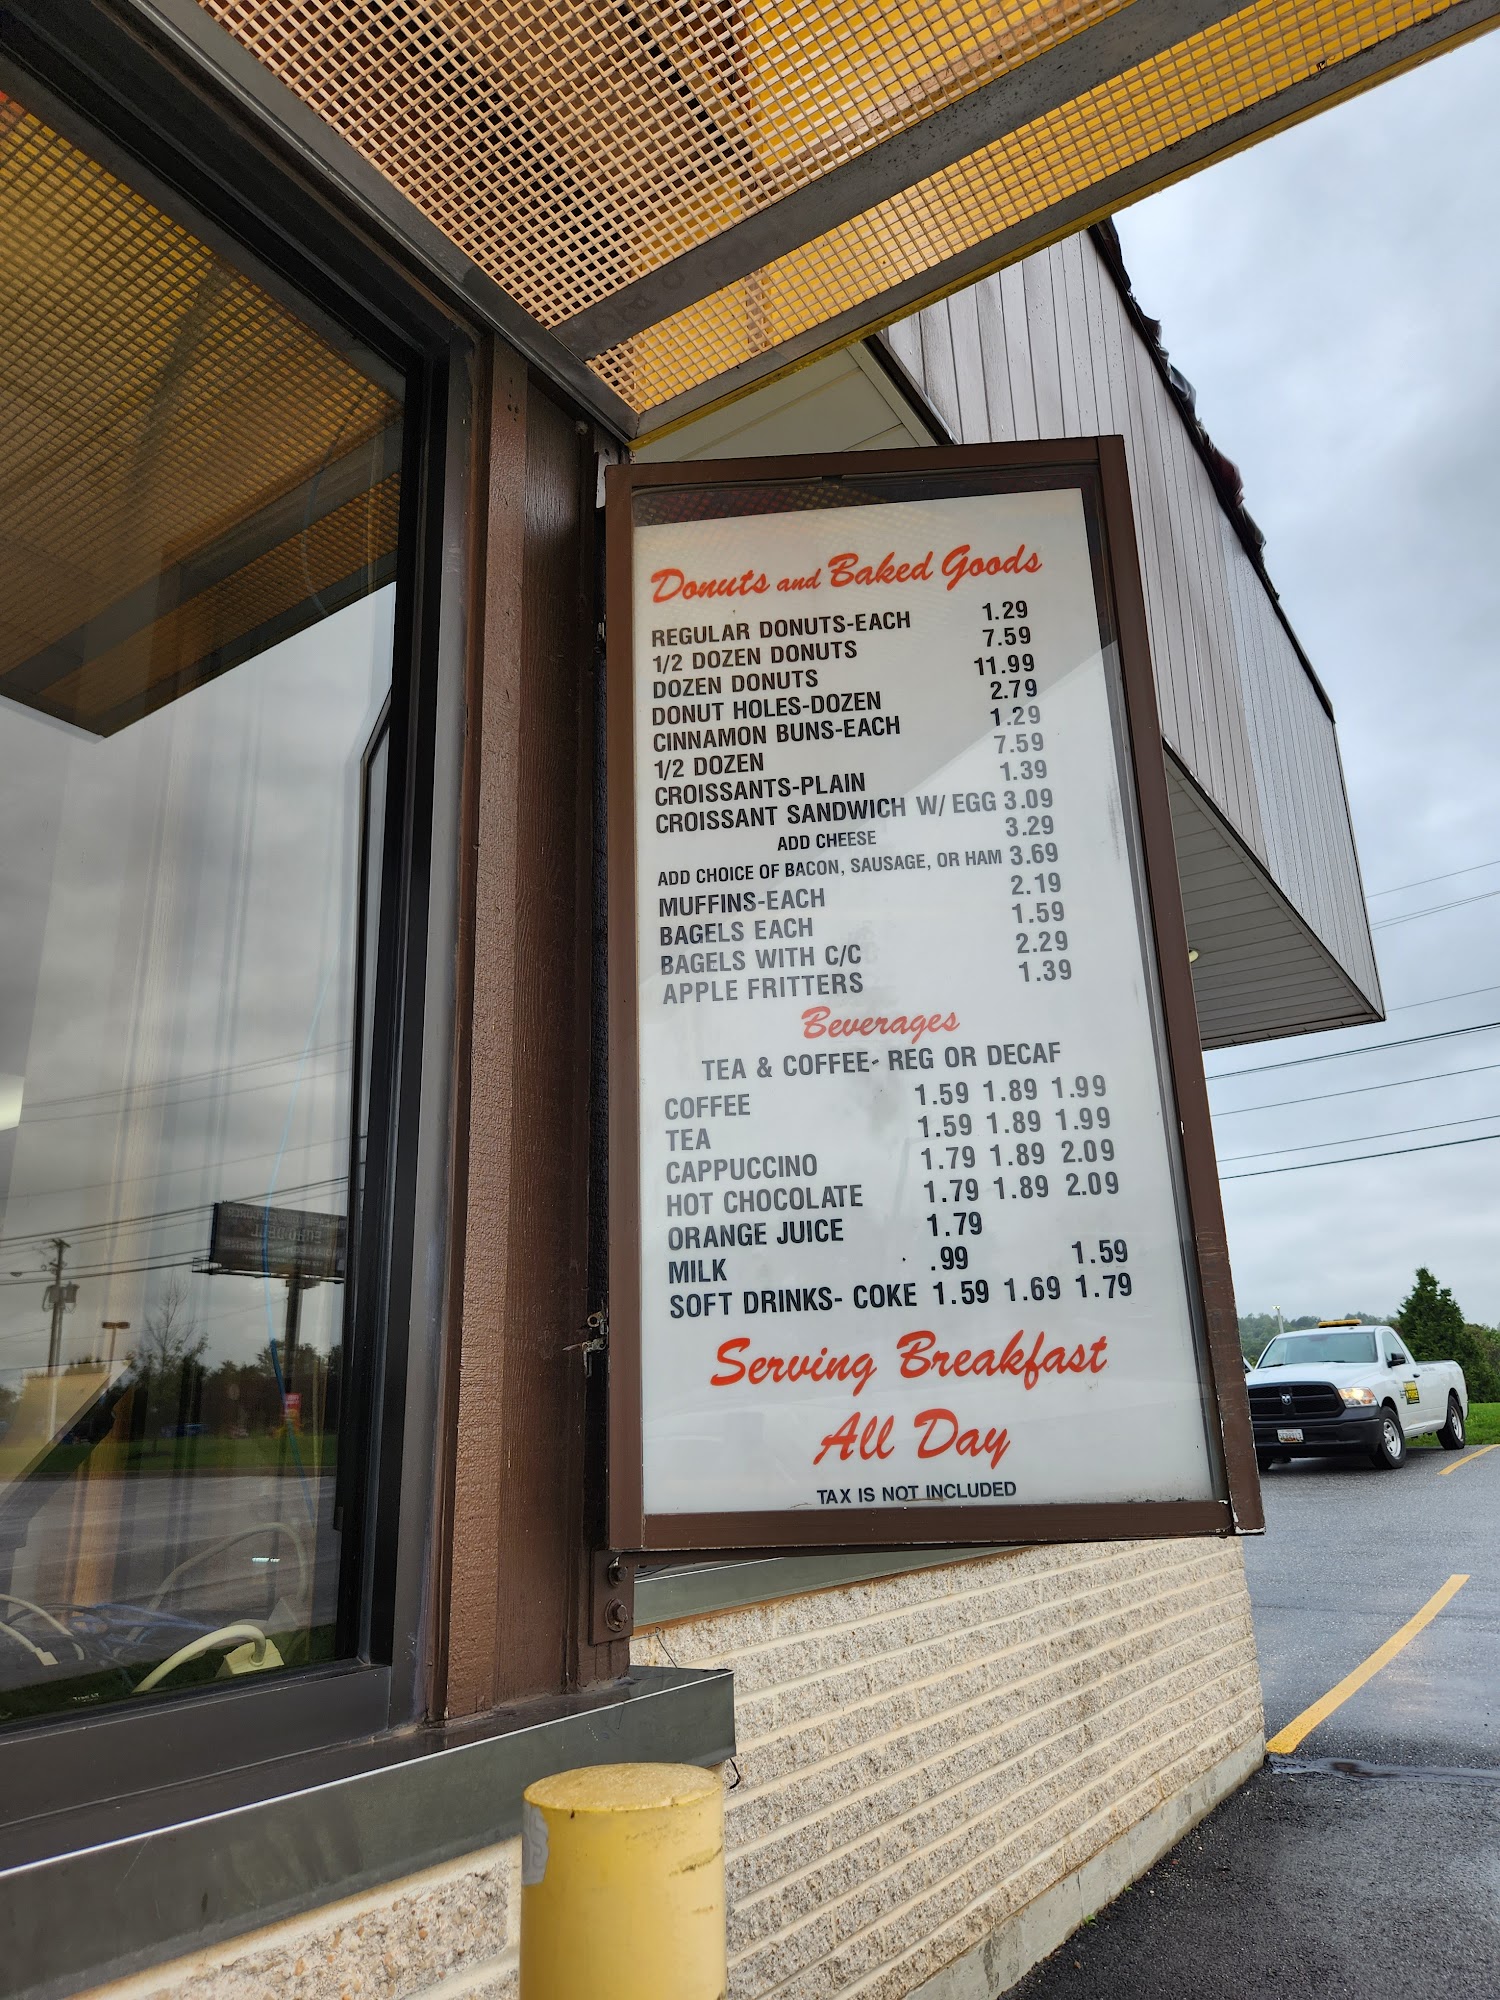 Donuts and Baked Goods
REGULAR DONUTS-EACH 1.29
1/2 DOZEN DONUTS 7.59
DOZEN DONUTS 11.99
DONUT HOLES-DOZEN 2.79
CINNAMON BUNS-EACH 1.29
1/2 DOZEN 7.59
CROISSANTS-PLAIN 1.39
CROISSANT SANDWICH W/ EGG 3.09
ADD CHEESE 3.29
ADD CHOICE OF BACON, SAUSAGE, OR HAM 3.69
MUFFINS-EACH 2.19
BAGELS EACH 1.59
BAGELS WITH C/C 2.29
APPLE FRITTERS 1.39
Beverages
TEA & COFFEE- REG OR DECAF
COFFEE 1.59 1.89 1.99
TEA 1.59 1.89 1.99
CAPPUCCINO 1.79 1.89 2.09
HOT CHOCOLATE 1.79 1.89 2.09
ORANGE JUICE 1.79
MILK .99 1.59
SOFT DRINKS- COKE 1.59 1.69 1.79
Serving Breakfast
All Day
TAX IS NOT INCLUDED